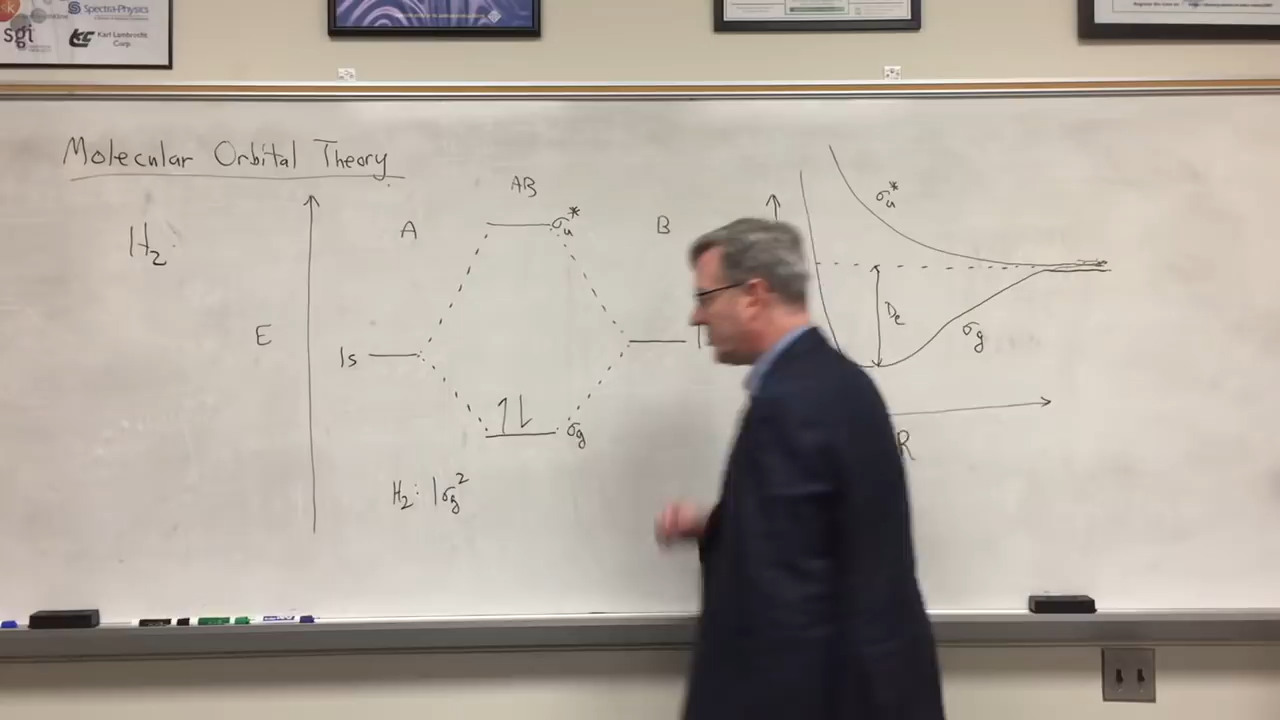 Spectra-Physics
sgi
Karl Lambrecht
Corp.
Molecular Orbital Theory
H₂
AB
A
σᵤ*
B
σᵤ*
E
1s
Dₑ
σg
σg
R
H₂: 1σg²